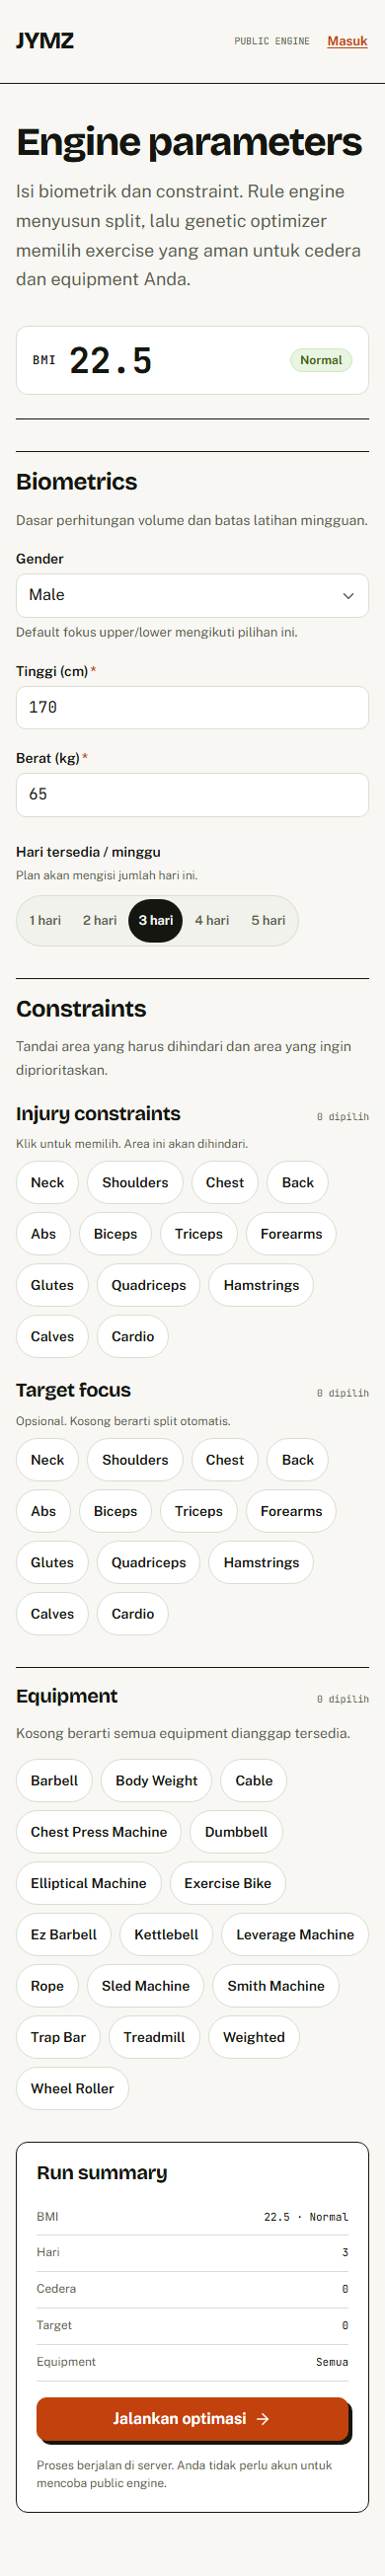 JYMZ
PUBLIC ENGINE
Masuk
Engine parameters
Isi biometrik dan constraint. Rule engine
menyusun split, lalu genetic optimizer
memilih exercise yang aman untuk cedera
dan equipment Anda.
BMI 22.5 Normal
Biometrics
Dasar perhitungan volume dan batas latihan mingguan.
Gender
Male
Default fokus upper/lower mengikuti pilihan ini.
Tinggi (cm) *
170
Berat (kg) *
65
Hari tersedia / minggu
Plan akan mengisi jumlah hari ini.
1 hari 2 hari 3 hari 4 hari 5 hari
Constraints
Tandai area yang harus dihindari dan area yang ingin
diprioritaskan.
Injury constraints 0 dipilih
Klik untuk memilih. Area ini akan dihindari.
Neck Shoulders Chest Back
Abs Biceps Triceps Forearms
Glutes Quadriceps Hamstrings
Calves Cardio
Target focus 0 dipilih
Opsional. Kosong berarti split otomatis.
Neck Shoulders Chest Back
Abs Biceps Triceps Forearms
Glutes Quadriceps Hamstrings
Calves Cardio
Equipment 0 dipilih
Kosong berarti semua equipment dianggap tersedia.
Barbell Body Weight Cable
Chest Press Machine Dumbbell
Elliptical Machine Exercise Bike
Ez Barbell Kettlebell Leverage Machine
Rope Sled Machine Smith Machine
Trap Bar Treadmill Weighted
Wheel Roller
Run summary
BMI 22.5 · Normal
Hari 3
Cedera 0
Target 0
Equipment Semua
Jalankan optimasi →
Proses berjalan di server. Anda tidak perlu akun untuk
mencoba public engine.